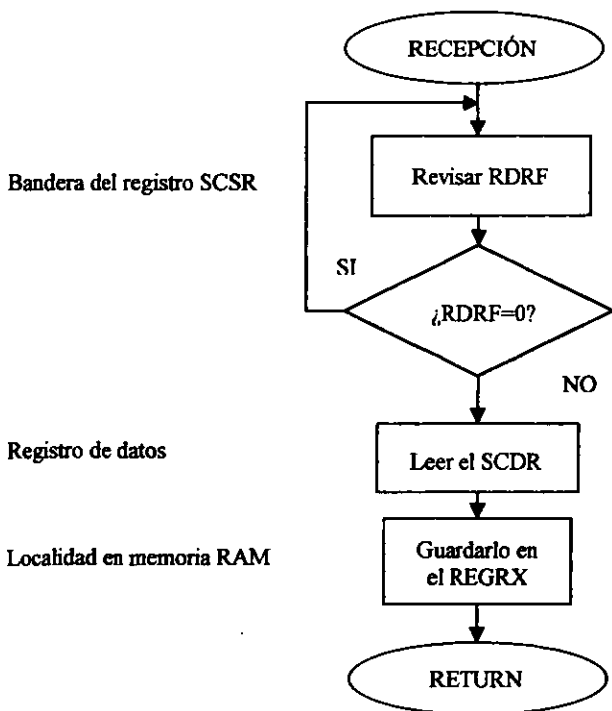 RECEPCIÓN
Bandera del registro SCSR
Revisar RDRF
SI
¿RDRF=0?
NO
Registro de datos
Leer el SCDR
Localidad en memoria RAM
Guardarlo en
el REGRX
RETURN